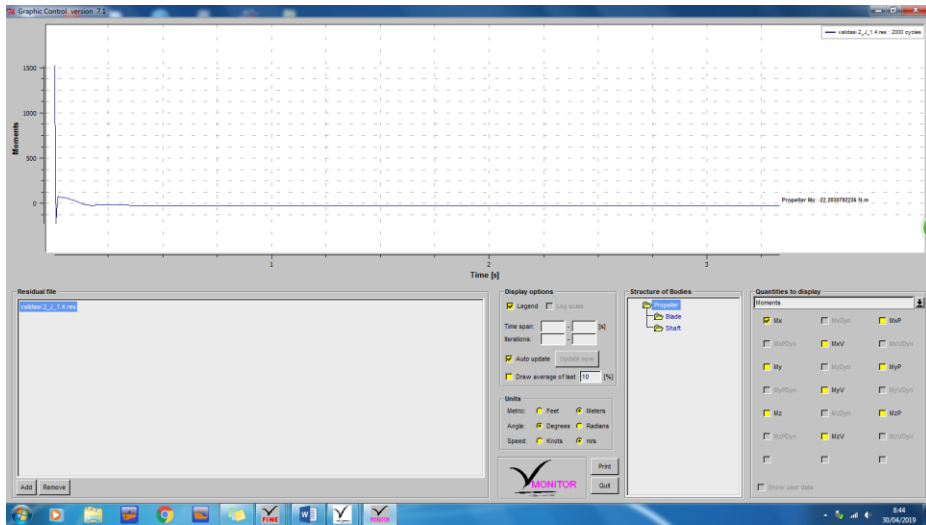 Graphic Control version 7.1
validasi 2_J_1.4.res : 2000 cycles
1500
1000
500
0
Moments
Propeller Mx: -22.2030792236 N.m
1
2
3
Time [s]
Residual file
validasi 2_J_1.4.res
Add
Remove
Display options
Legend
Log scale
Time span:
-
[s]
Iterations:
-
Auto update
Update now
Draw average of last
10
[%]
Units
Metric:
Feet
Meters
Angle:
Degrees
Radians
Speed:
Knots
m/s
MONITOR
Print
Quit
Structure of Bodies
Propeller
Blade
Shaft
Quantities to display
Moments
Mx
MxDyn
MxP
MxPDyn
MxV
MxVDyn
My
MyDyn
MyP
MyPDyn
MyV
MyVDyn
Mz
MzDyn
MzP
MzPDyn
MzV
MzVDyn
Show user data
FINE
W
MONITOR
8:44
30/04/2019